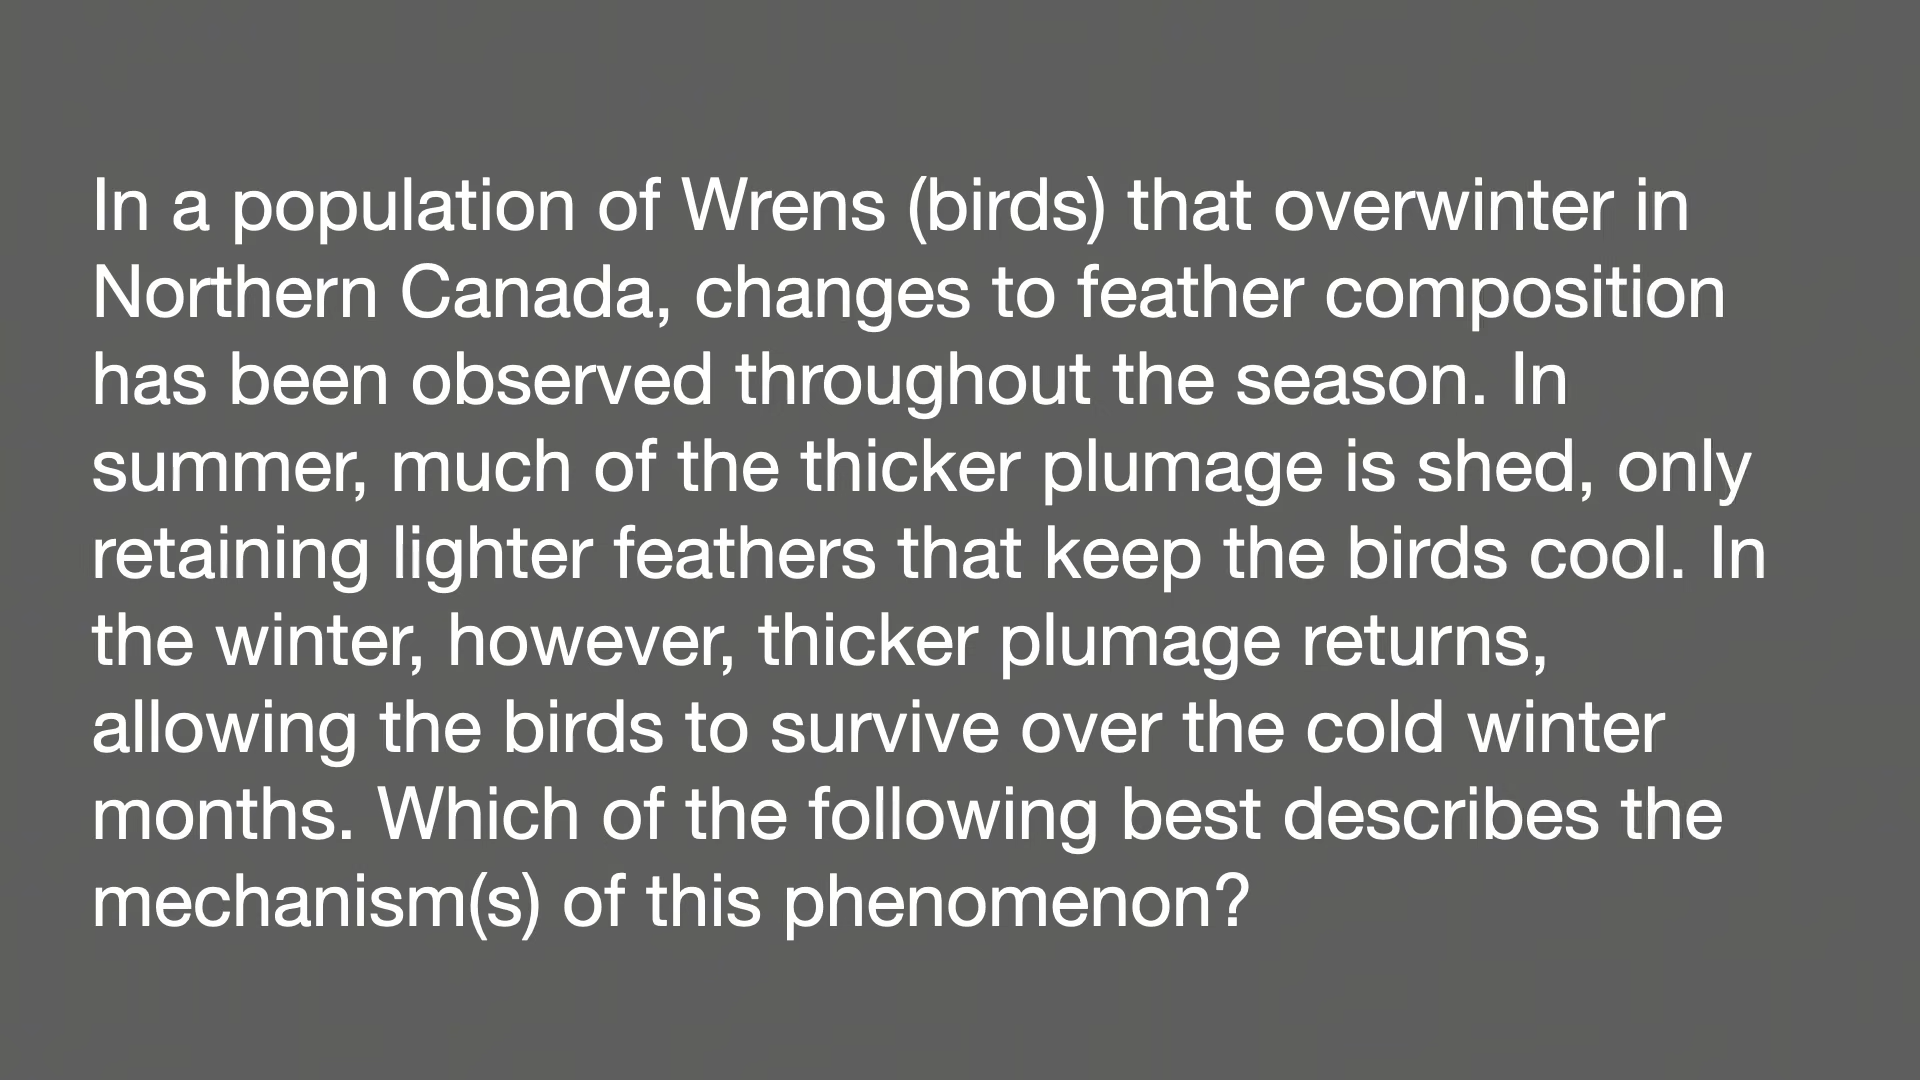 In a population of Wrens (birds) that overwinter in
Northern Canada, changes to feather composition
has been observed throughout the season. In
summer, much of the thicker plumage is shed, only
retaining lighter feathers that keep the birds cool. In
the winter, however, thicker plumage returns,
allowing the birds to survive over the cold winter
months. Which of the following best describes the
mechanism(s) of this phenomenon?